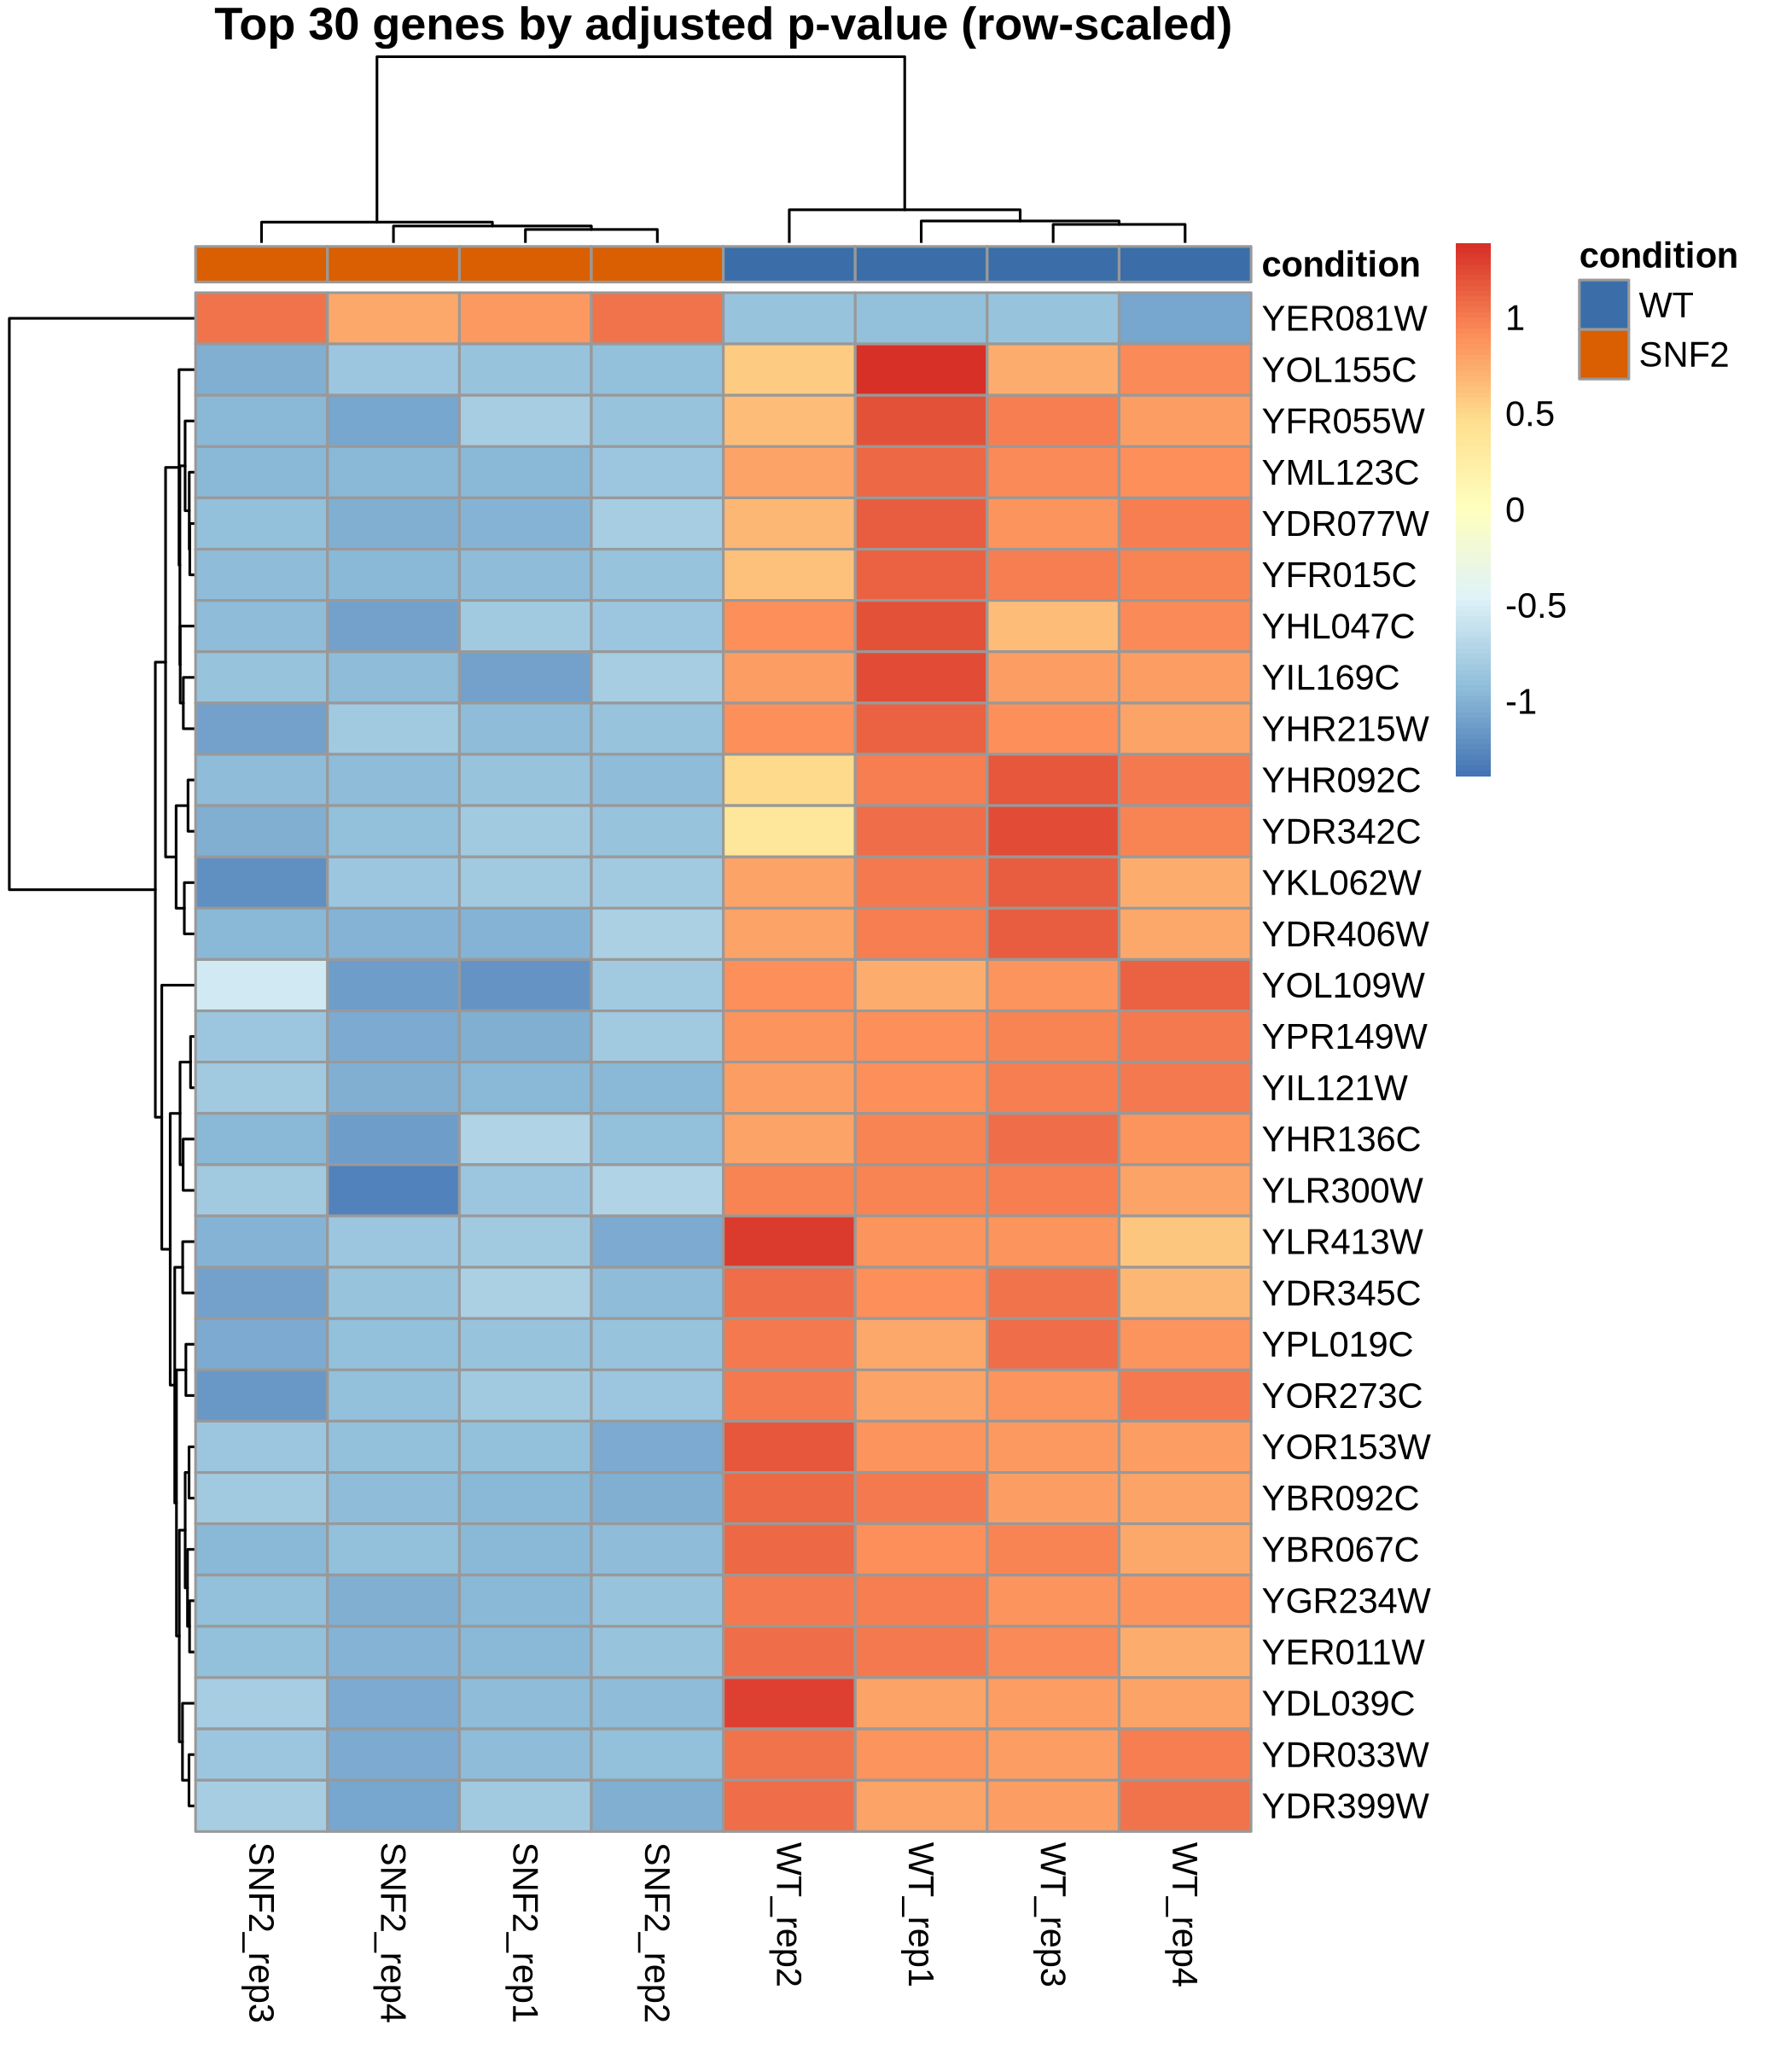 Top 30 genes by adjusted p-value (row-scaled)
condition
YER081W
YOL155C
YFR055W
YML123C
YDR077W
YFR015C
YHL047C
YIL169C
YHR215W
YHR092C
YDR342C
YKL062W
YDR406W
YOL109W
YPR149W
YIL121W
YHR136C
YLR300W
YLR413W
YDR345C
YPL019C
YOR273C
YOR153W
YBR092C
YBR067C
YGR234W
YER011W
YDL039C
YDR033W
YDR399W
SNF2_rep3
SNF2_rep4
SNF2_rep1
SNF2_rep2
WT_rep2
WT_rep1
WT_rep3
WT_rep4
1
0.5
0
-0.5
-1
condition
WT
SNF2